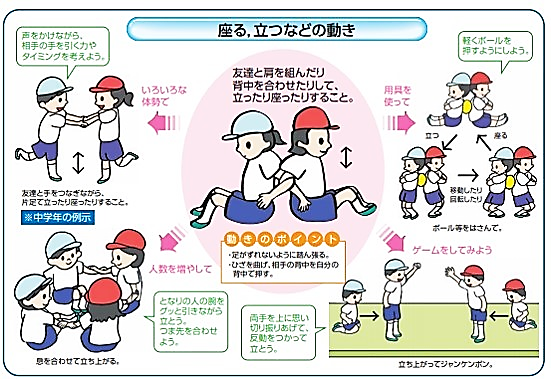 座る，立つなどの動き
声をかけながら，
相手の手を引く力や
タイミングを考えよう。
いろいろな
体勢で
友達と手をつなぎながら，
片足で立ったり座ったりすること。
友達と肩を組んだり
背中を合わせたりして，
立ったり座ったりすること。
用具を
使って
軽くボールを
押すようにしよう。
立つ
座る
移動したり
回転したり
ボール等をはさんで。
動きのポイント
・足がずれないように踏ん張る。
・ひざを曲げ，相手の背中を自分の
背中で押す。
※中学年の例示
人数を増やして
となりの人の腕を
グッと引きながら
立とう。
つま先を合わせ
よう。
息を合わせて立ち上がる。
ゲームをしてみよう
両手を上に思い
切り振りあげて，
反動をつかって
立とう。
立ち上がってジャンケンポン。